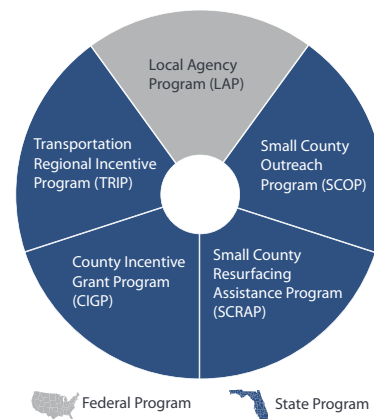 Local Agency
Program (LAP)
Transportation
Regional Incentive
Program (TRIP)
Small County
Outreach
Program (SCOP)
County Incentive
Grant Program
(CIGP)
Small County
Resurfacing
Assistance Program
(SCRAP)
Federal Program
State Program